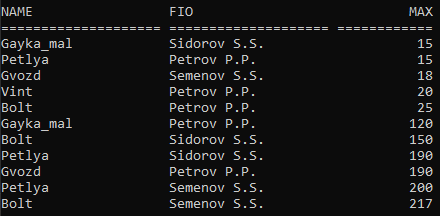 NAME FIO MAX
==================== ==================== ============
Gayka_mal Sidorov S.S. 15
Petlya Petrov P.P. 15
Gvozd Semenov S.S. 18
Vint Petrov P.P. 20
Bolt Petrov P.P. 25
Gayka_mal Petrov P.P. 120
Bolt Sidorov S.S. 150
Petlya Sidorov S.S. 190
Gvozd Petrov P.P. 190
Petlya Semenov S.S. 200
Bolt Semenov S.S. 217